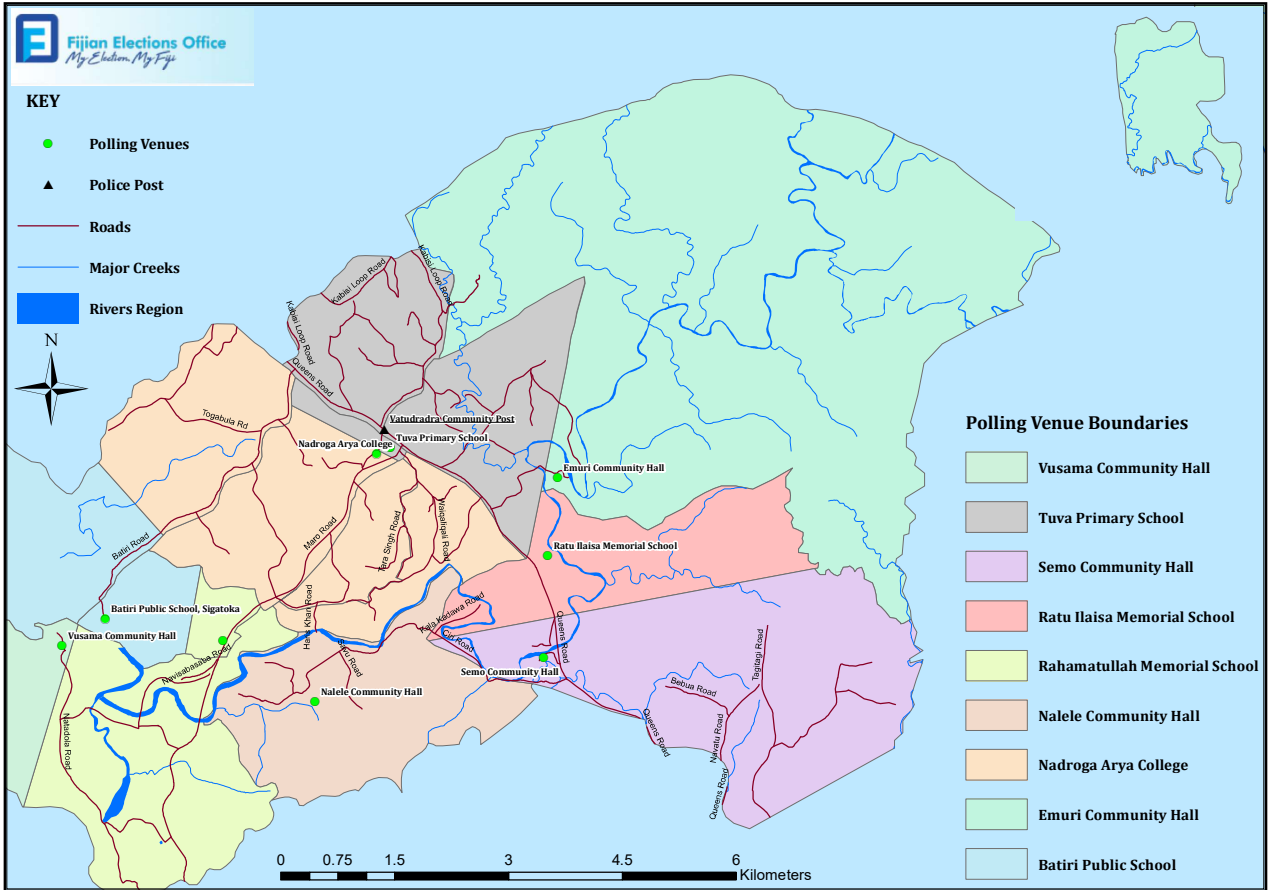 Fijian Elections Office
My Election, My Fiji
KEY
Polling Venues
Police Post
Roads
Major Creeks
Rivers Region
N
Kabisi Loop Road
Kabisi Loop Road
Kabisi Loop Road
Queens Road
Togabula Rd
Vatudradra Community Post
Tuva Primary School
Nadroga Arya College
Emuri Community Hall
Maro Road
Tara Singh Road
Waiqaliqali Road
Batiri Road
Ratu Ilaisa Memorial School
Batiri Public School, Sigatoka
Hark Khan Road
Kala Kadawa Road
Vusama Community Hall
Ciri Road
Queens Road
Navisabasaba Road
Semo Community Hall
Tagitagi Road
Bebua Road
Nalele Community Hall
Natadola Road
Queens Road
Navatu Road
Queens Road
Polling Venue Boundaries
Vusama Community Hall
Tuva Primary School
Semo Community Hall
Ratu Ilaisa Memorial School
Rahamatullah Memorial School
Nalele Community Hall
Nadroga Arya College
Emuri Community Hall
Batiri Public School
0 0.75 1.5 3 4.5 6
Kilometers